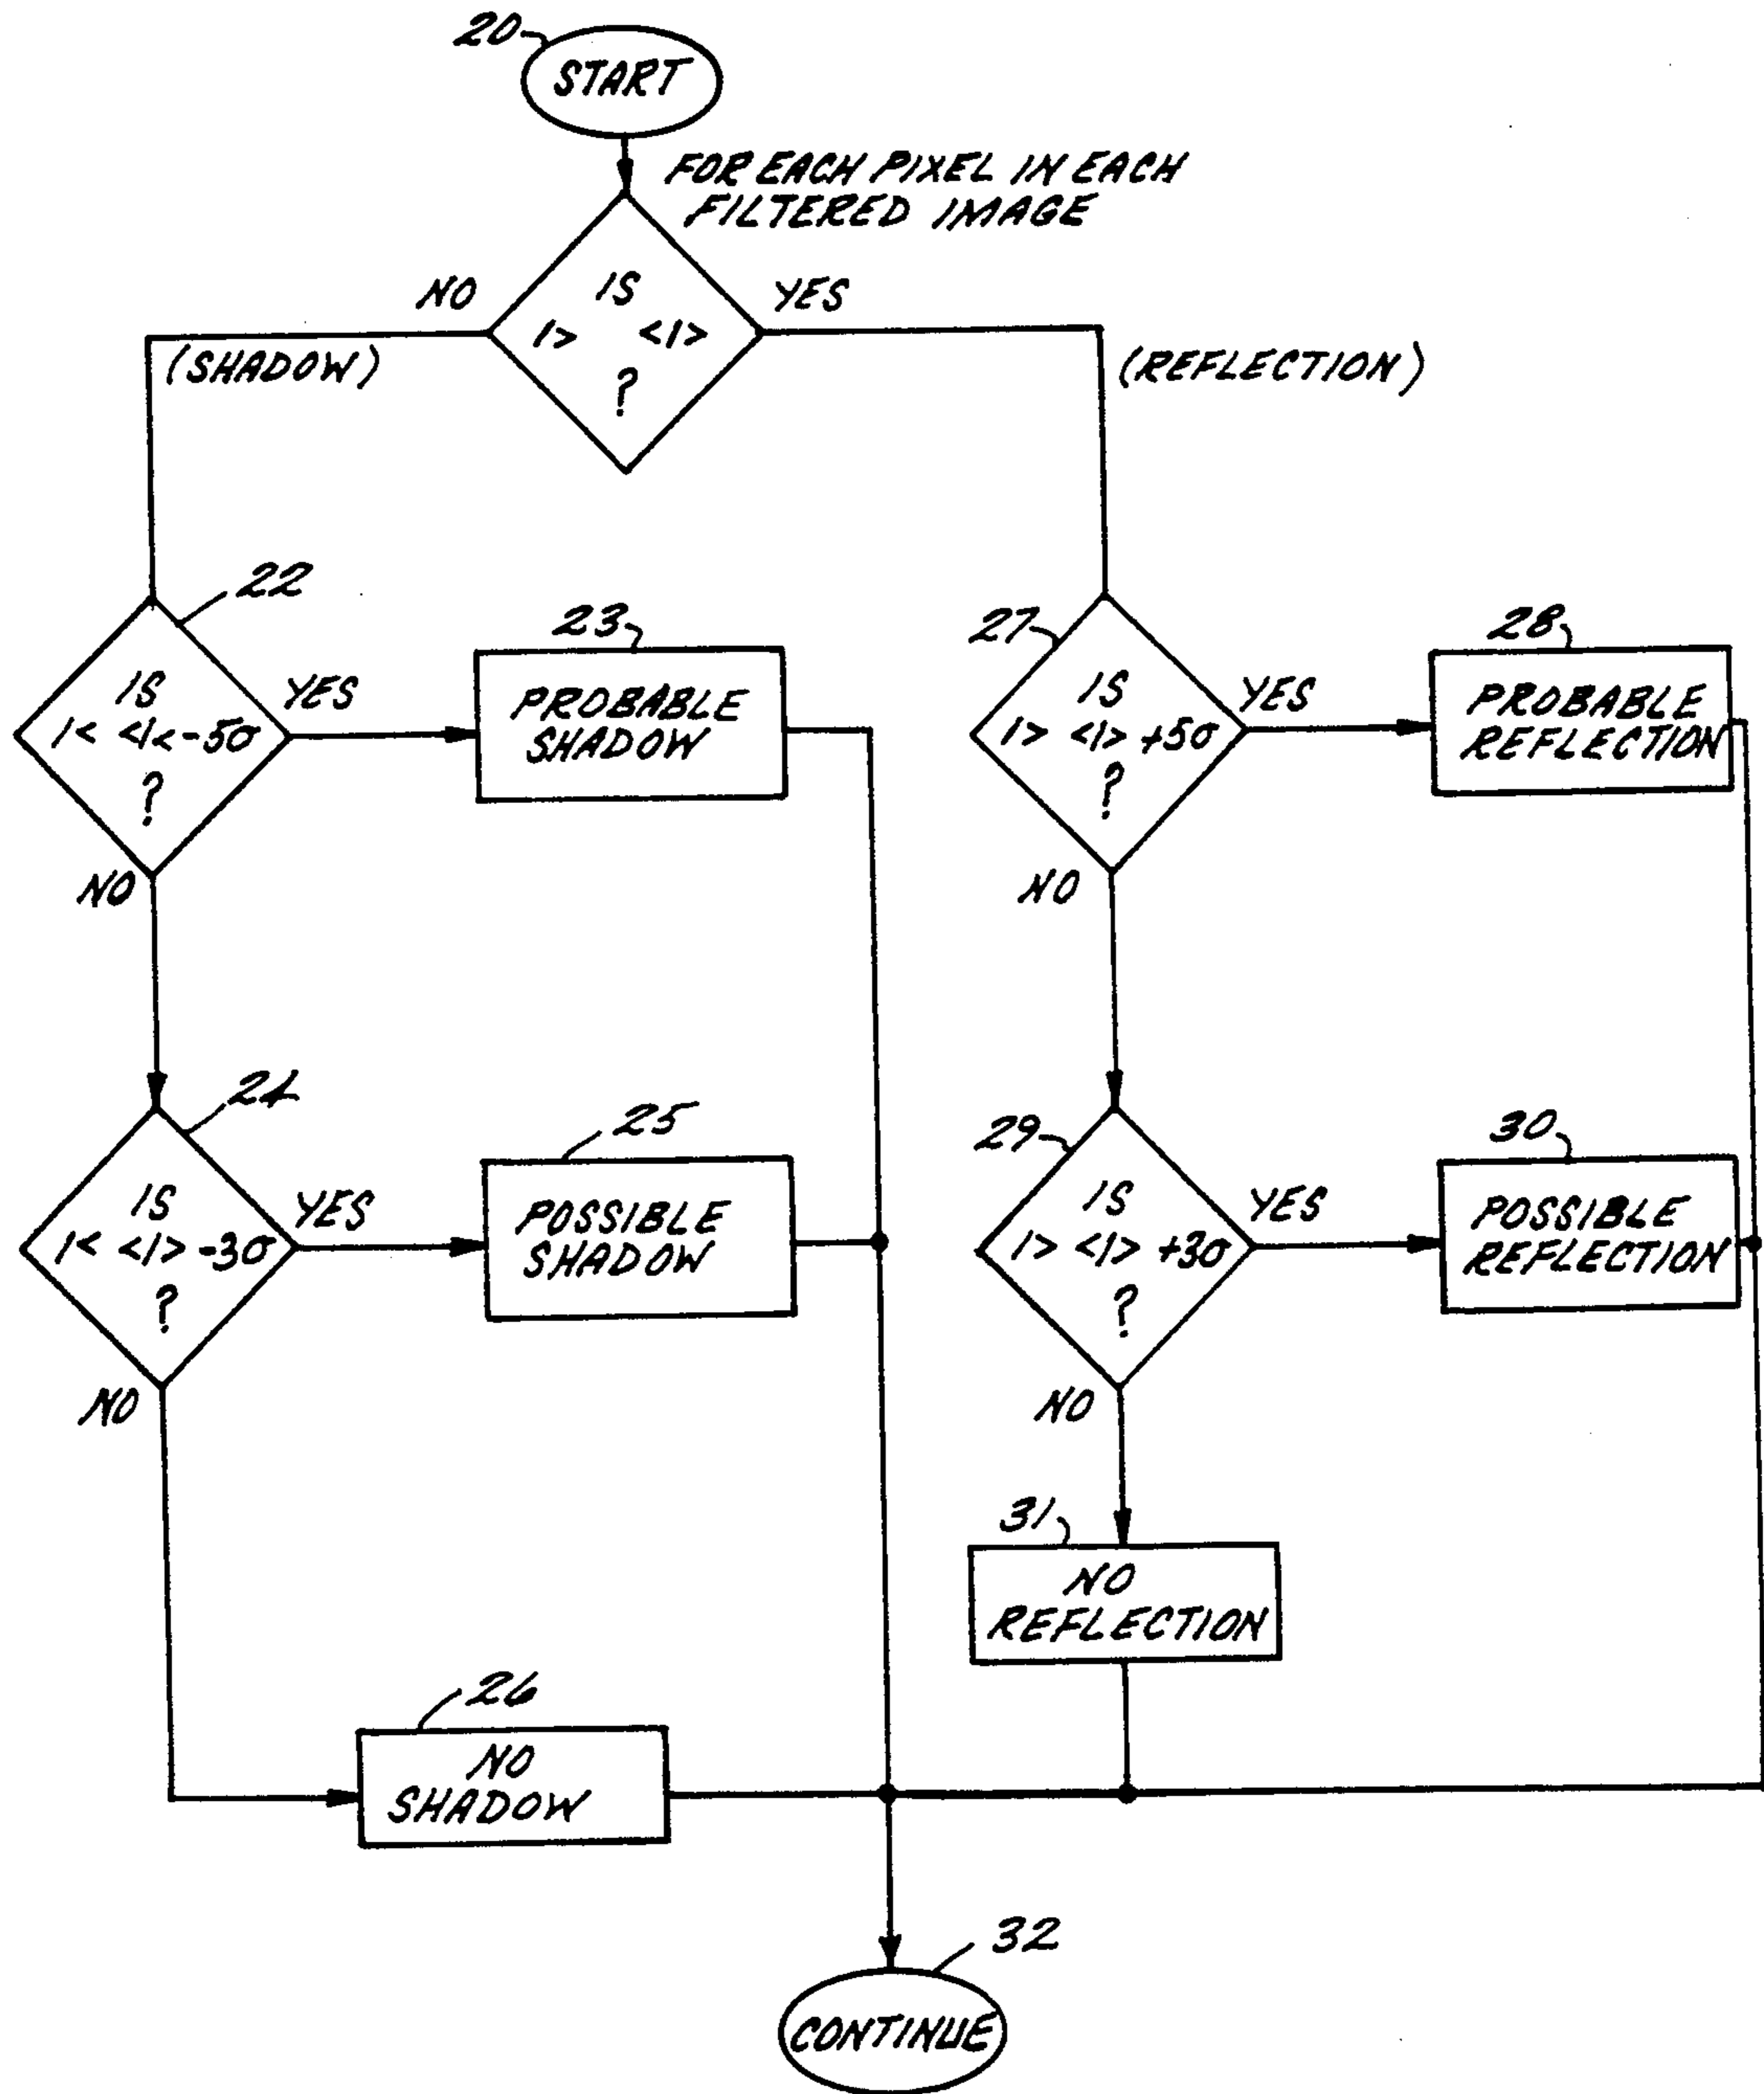 20
START
FOR EACH PIXEL IN EACH
FILTERED IMAGE
IS
I> <I>
?
NO
YES
(SHADOW)
(REFLECTION)
22
IS
I< <I<-5σ
?
YES
NO
23
PROBABLE
SHADOW
27
IS
I> <I> +5σ
?
YES
NO
28
PROBABLE
REFLECTION
24
IS
I< <I> -3σ
?
YES
NO
25
POSSIBLE
SHADOW
29
IS
I> <I> +3σ
?
YES
NO
30
POSSIBLE
REFLECTION
31
NO
REFLECTION
26
NO
SHADOW
32
CONTINUE